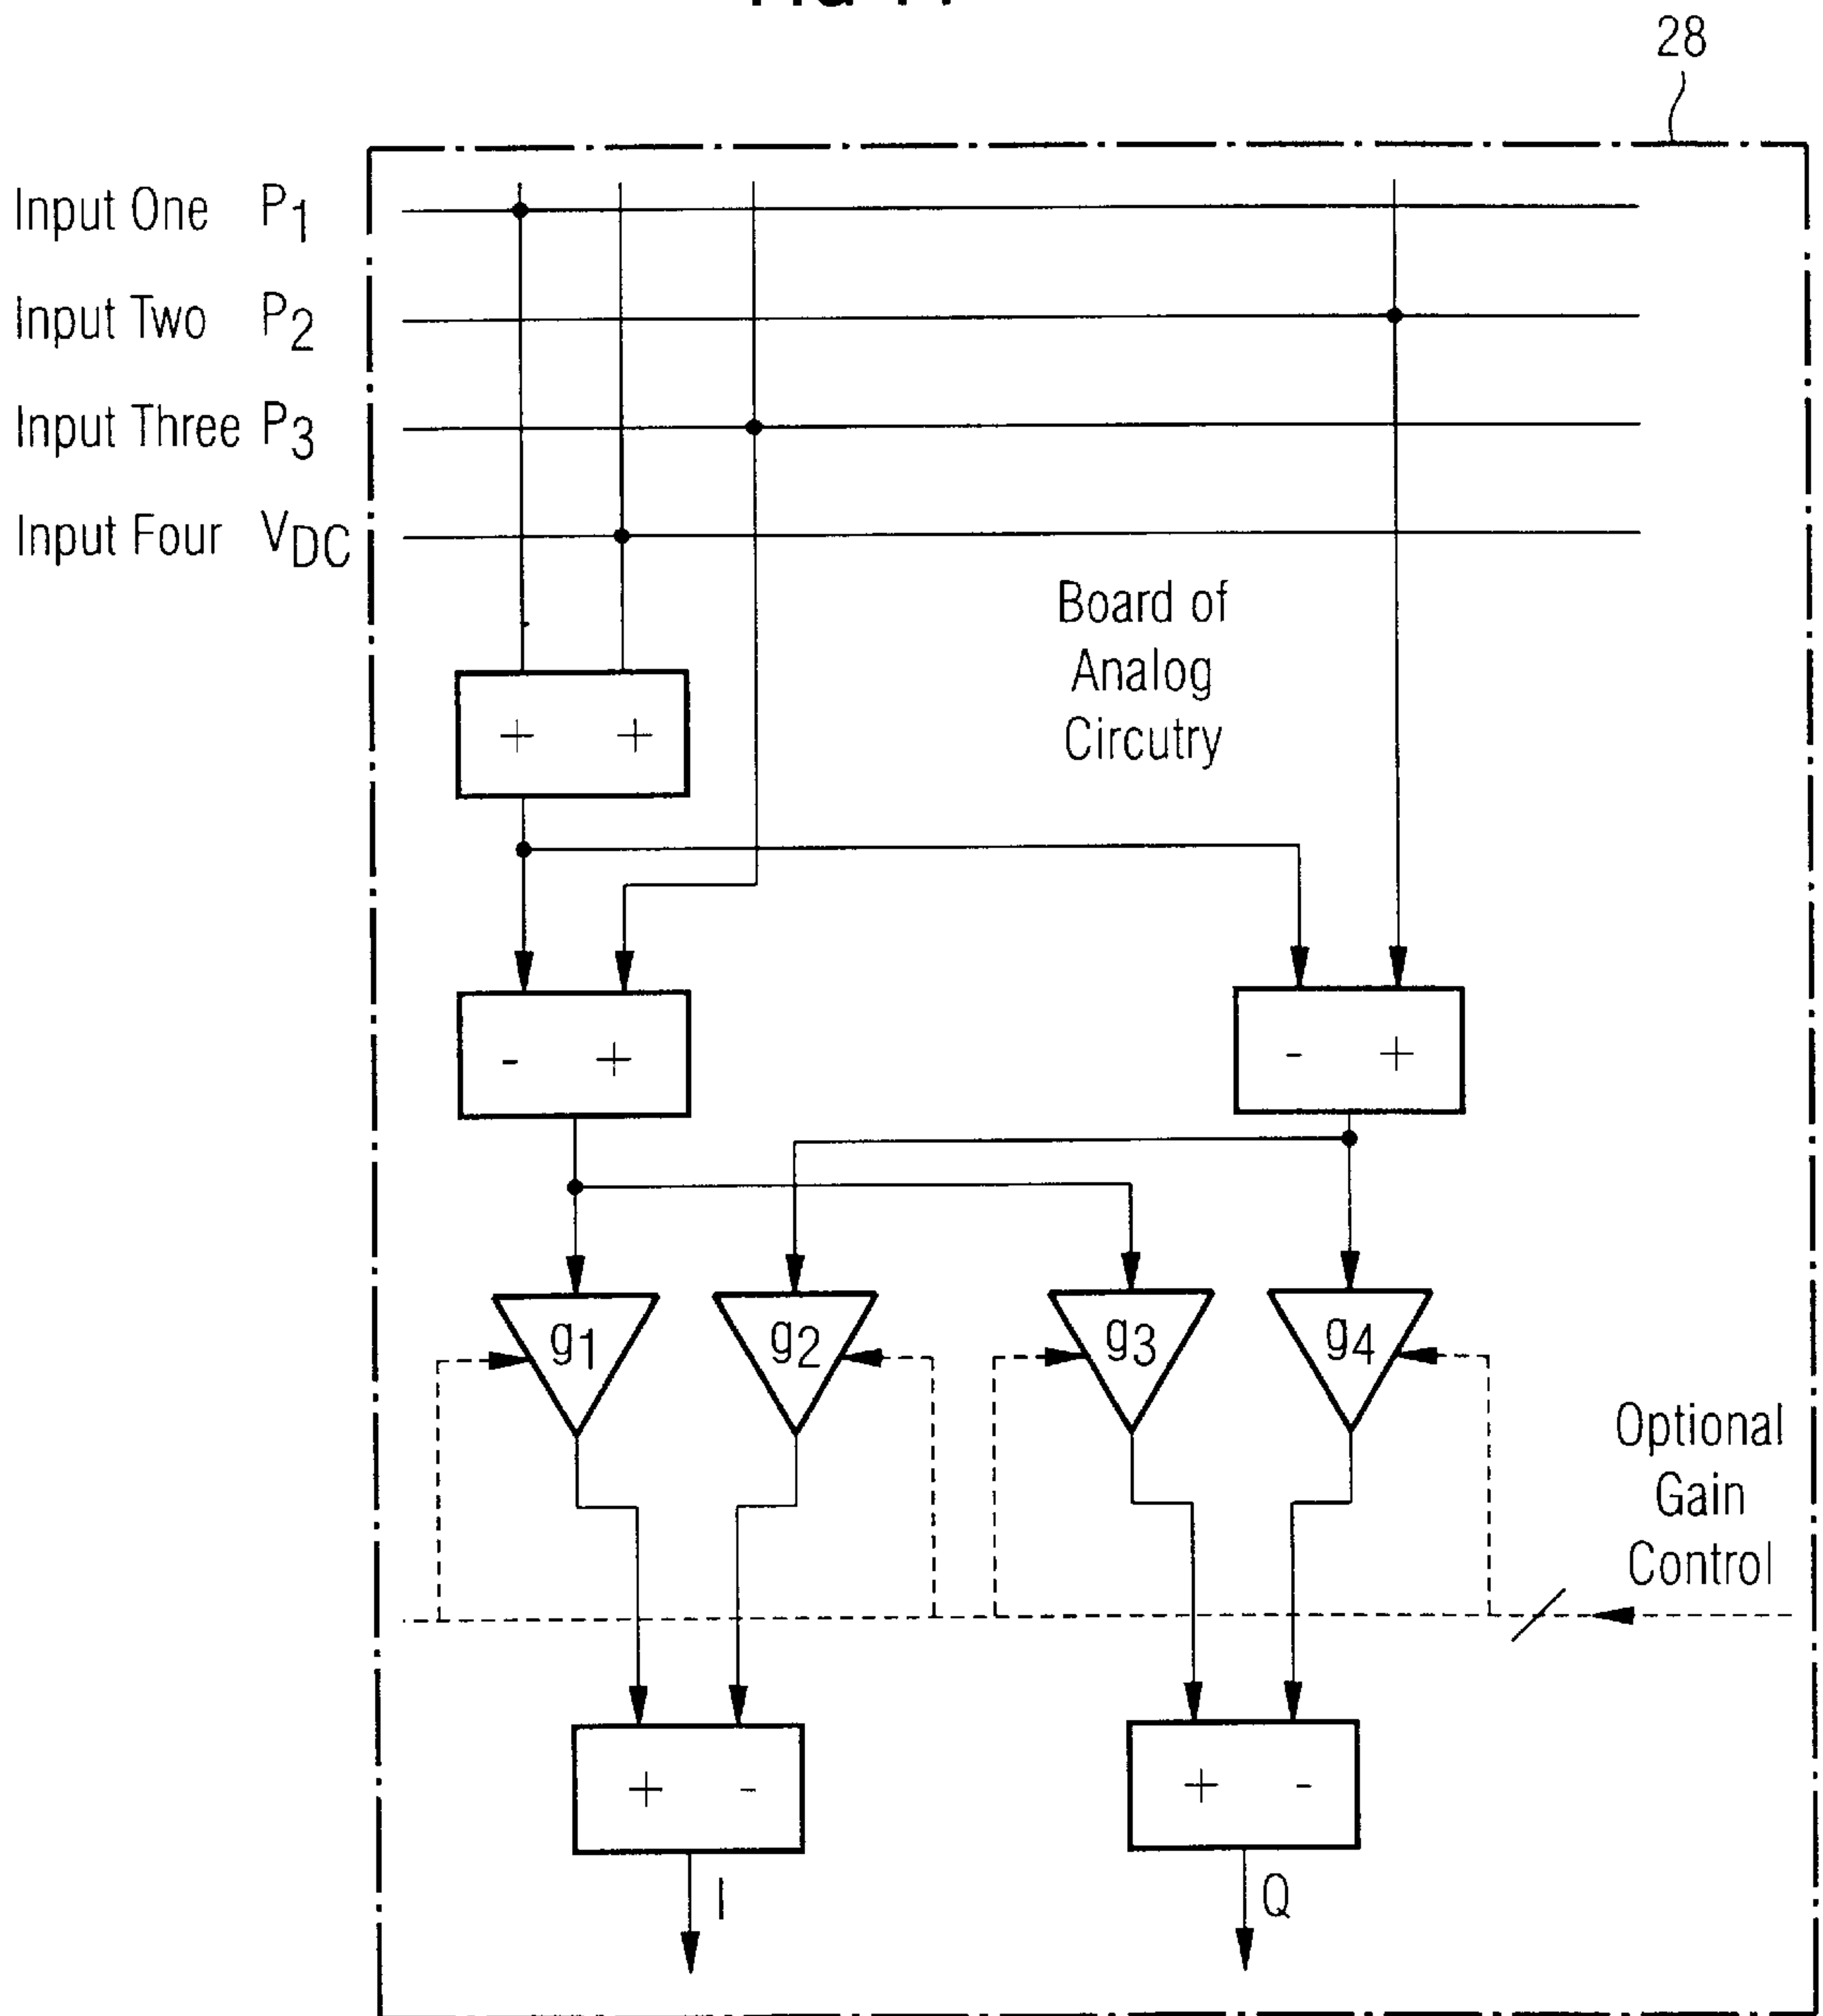 28
Input One P1
Input Two P2
Input Three P3
Input Four VDC
Board of
Analog
Circutry
+ +
- +
- +
g1 g2 g3 g4
Optional
Gain
Control
+ -
+ -
I
Q